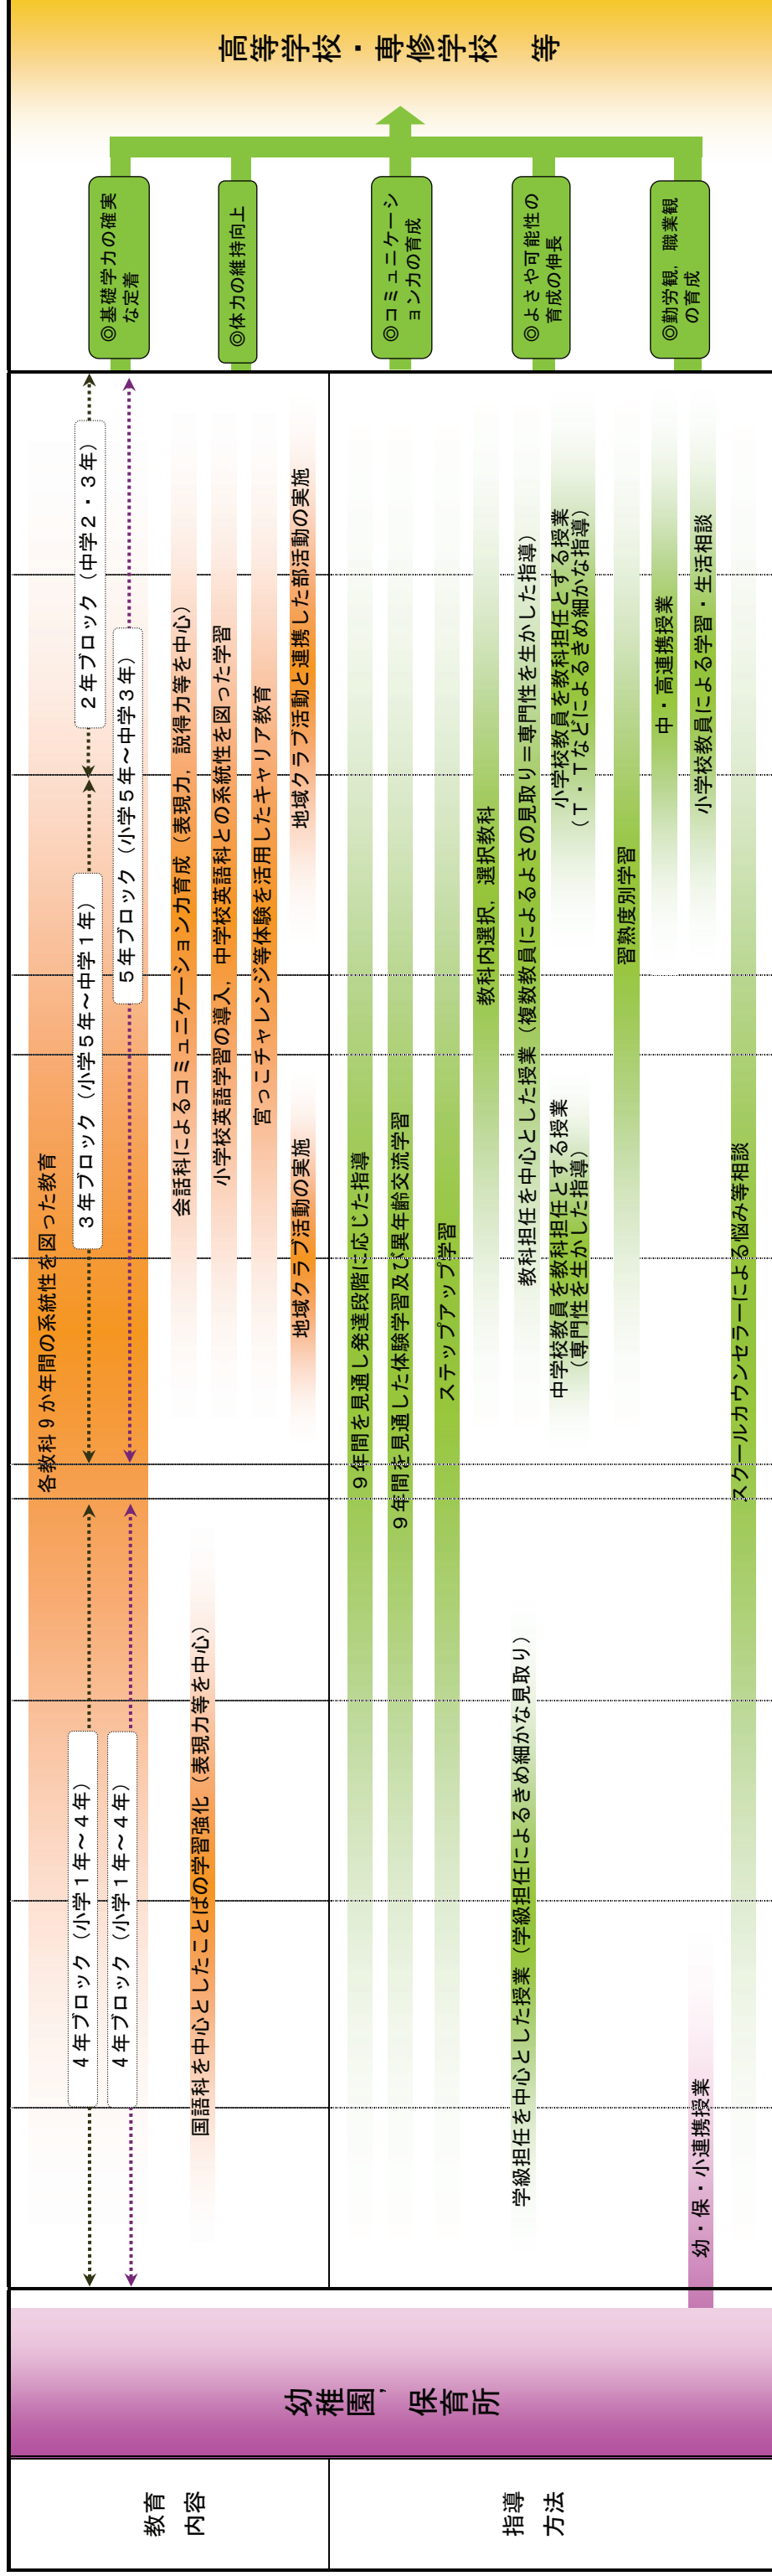 教育
内容
指導
方法
幼稚園，保育所
各教科９か年間の系統性を図った教育
４年ブロック（小学１年～４年）
３年ブロック（小学５年～中学１年）
２年ブロック（中学２・３年）
４年ブロック（小学１年～４年）
５年ブロック（小学５年～中学３年）
国語科を中心としたことばの学習強化（表現力等を中心）
会話科によるコミュニケーション力育成（表現力，説得力等を中心）
小学校英語学習の導入，中学校英語科との系統性を図った学習
宮っこチャレンジ等体験を活用したキャリア教育
地域クラブ活動の実施
地域クラブ活動と連携した部活動の実施
９年間を見通し発達段階に応じた指導
９年間を見通した体験学習及び異年齢交流学習
ステップアップ学習
教科内選択，選択教科
学級担任を中心とした授業（学級担任によるきめ細かな見取り）
教科担任を中心とした授業（複数教員によるよさの見取り＝専門性を生かした指導）
中学校教員を教科担任とする授業
（専門性を生かした指導）
小学校教員を教科担任とする授業
（Ｔ・Ｔなどによるきめ細かな指導）
習熟度別学習
中・高連携授業
幼・保・小連携授業
小学校教員による学習・生活相談
スクールカウンセラーによる悩み等相談
◎基礎学力の確実
な定着
◎体力の維持向上
◎コミュニケーシ
ョン力の育成
◎よさや可能性の
育成の伸長
◎勤労観，職業観
の育成
高等学校・専修学校　等